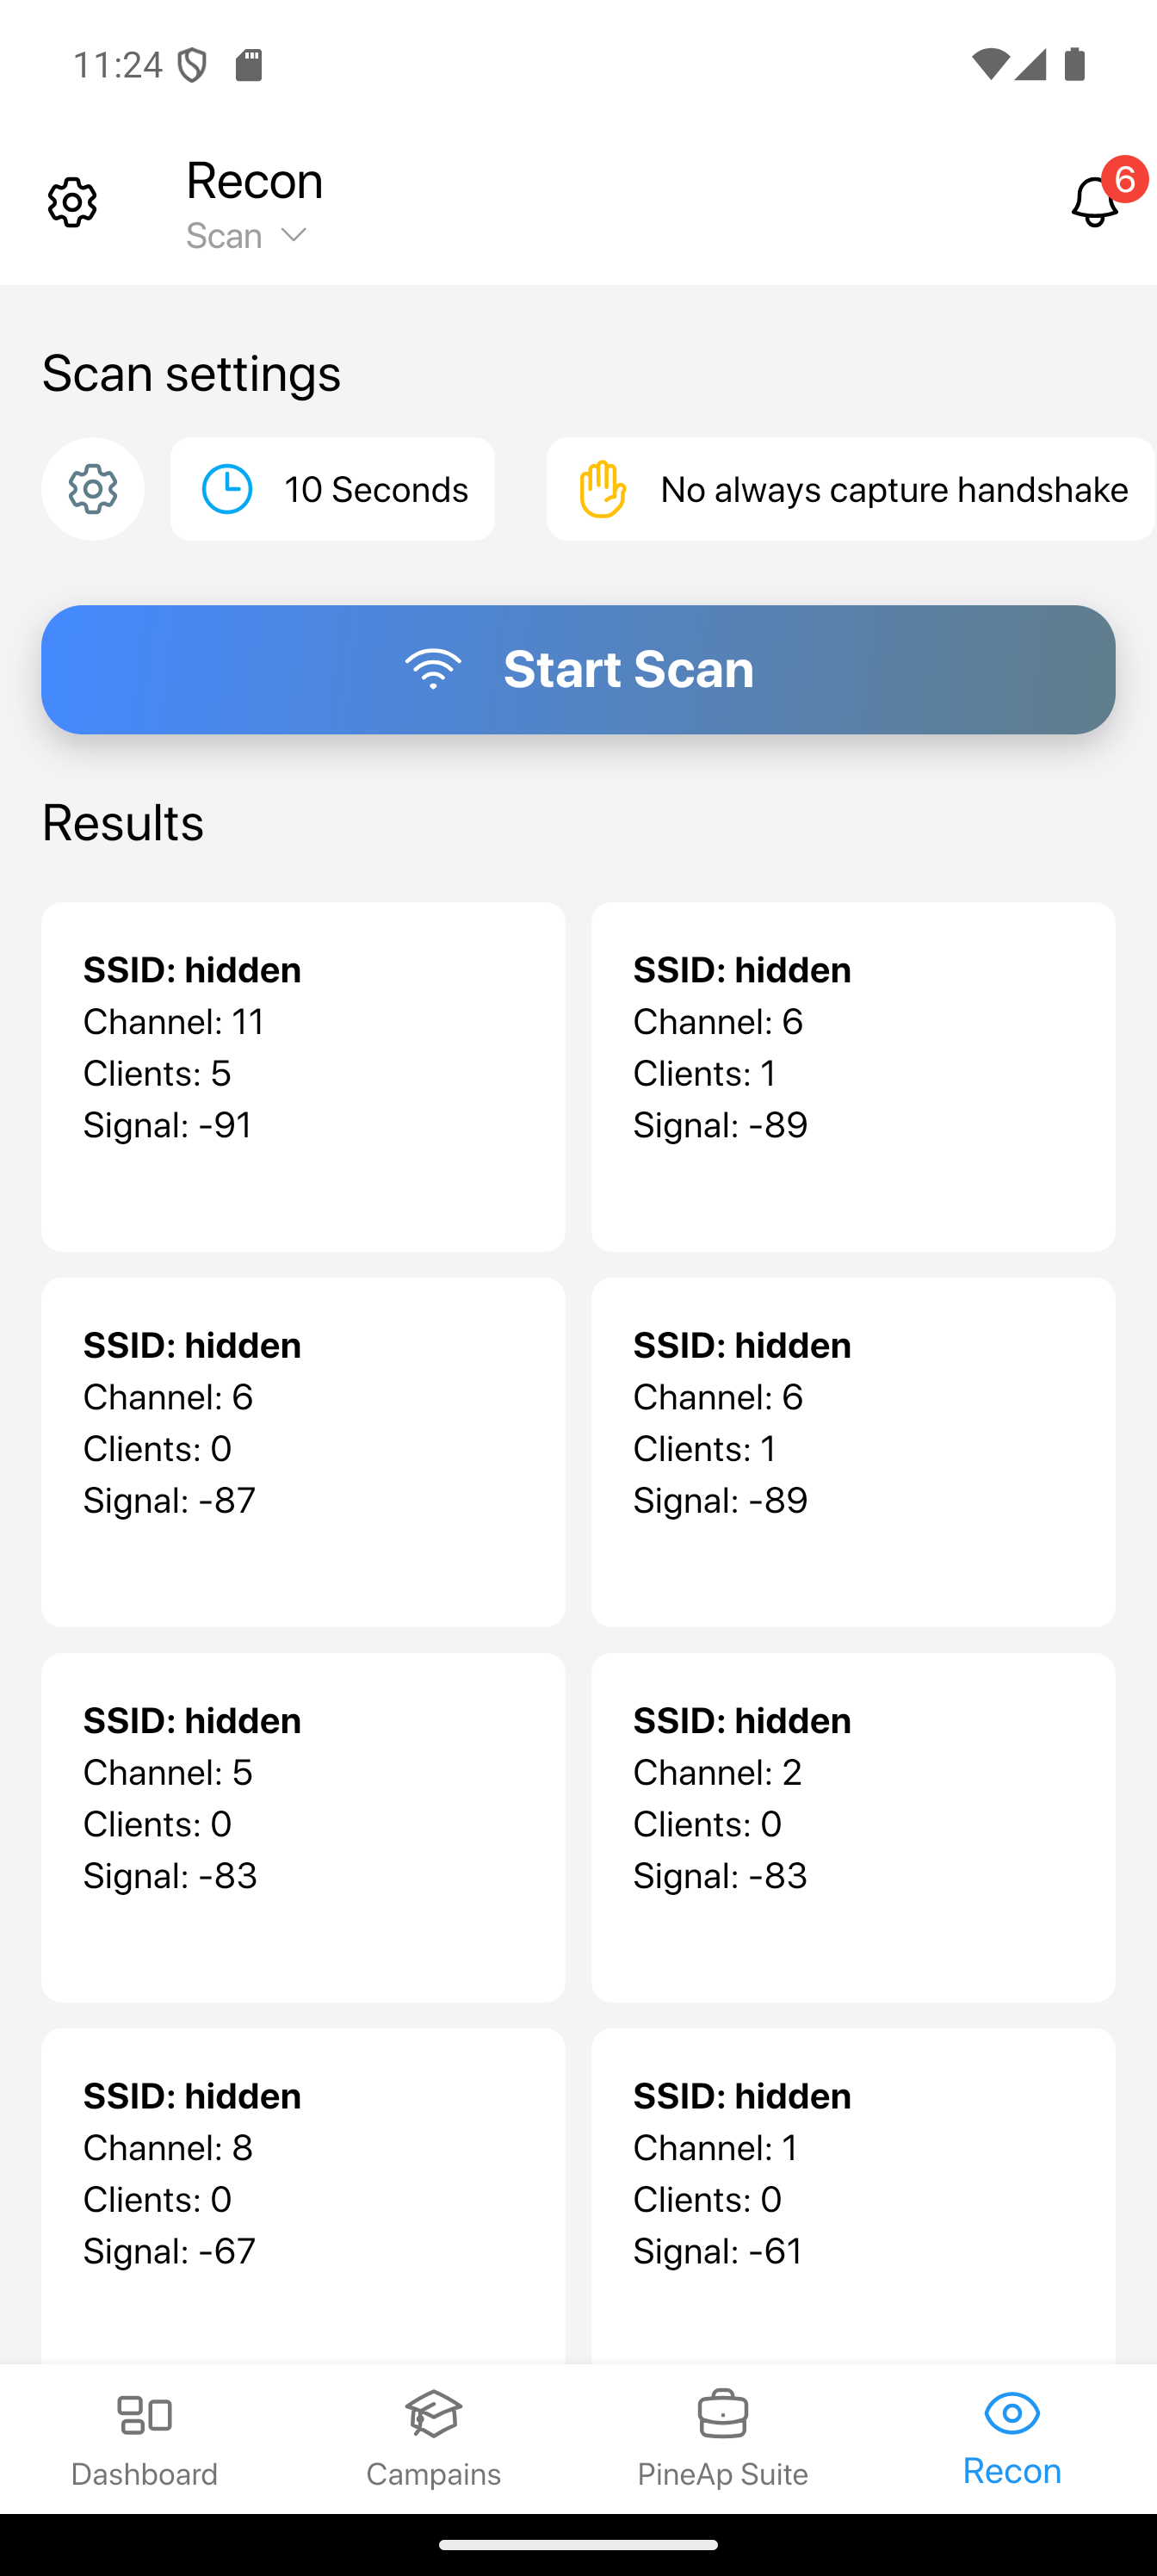 11:24
Recon
6
Scan
Scan settings
10 Seconds
No always capture handshake
Start Scan
Results
SSID: hidden
Channel: 11
Clients: 5
Signal: -91
SSID: hidden
Channel: 6
Clients: 1
Signal: -89
SSID: hidden
Channel: 6
Clients: 0
Signal: -87
SSID: hidden
Channel: 6
Clients: 1
Signal: -89
SSID: hidden
Channel: 5
Clients: 0
Signal: -83
SSID: hidden
Channel: 2
Clients: 0
Signal: -83
SSID: hidden
Channel: 8
Clients: 0
Signal: -67
SSID: hidden
Channel: 1
Clients: 0
Signal: -61
Dashboard
Campains
PineAp Suite
Recon